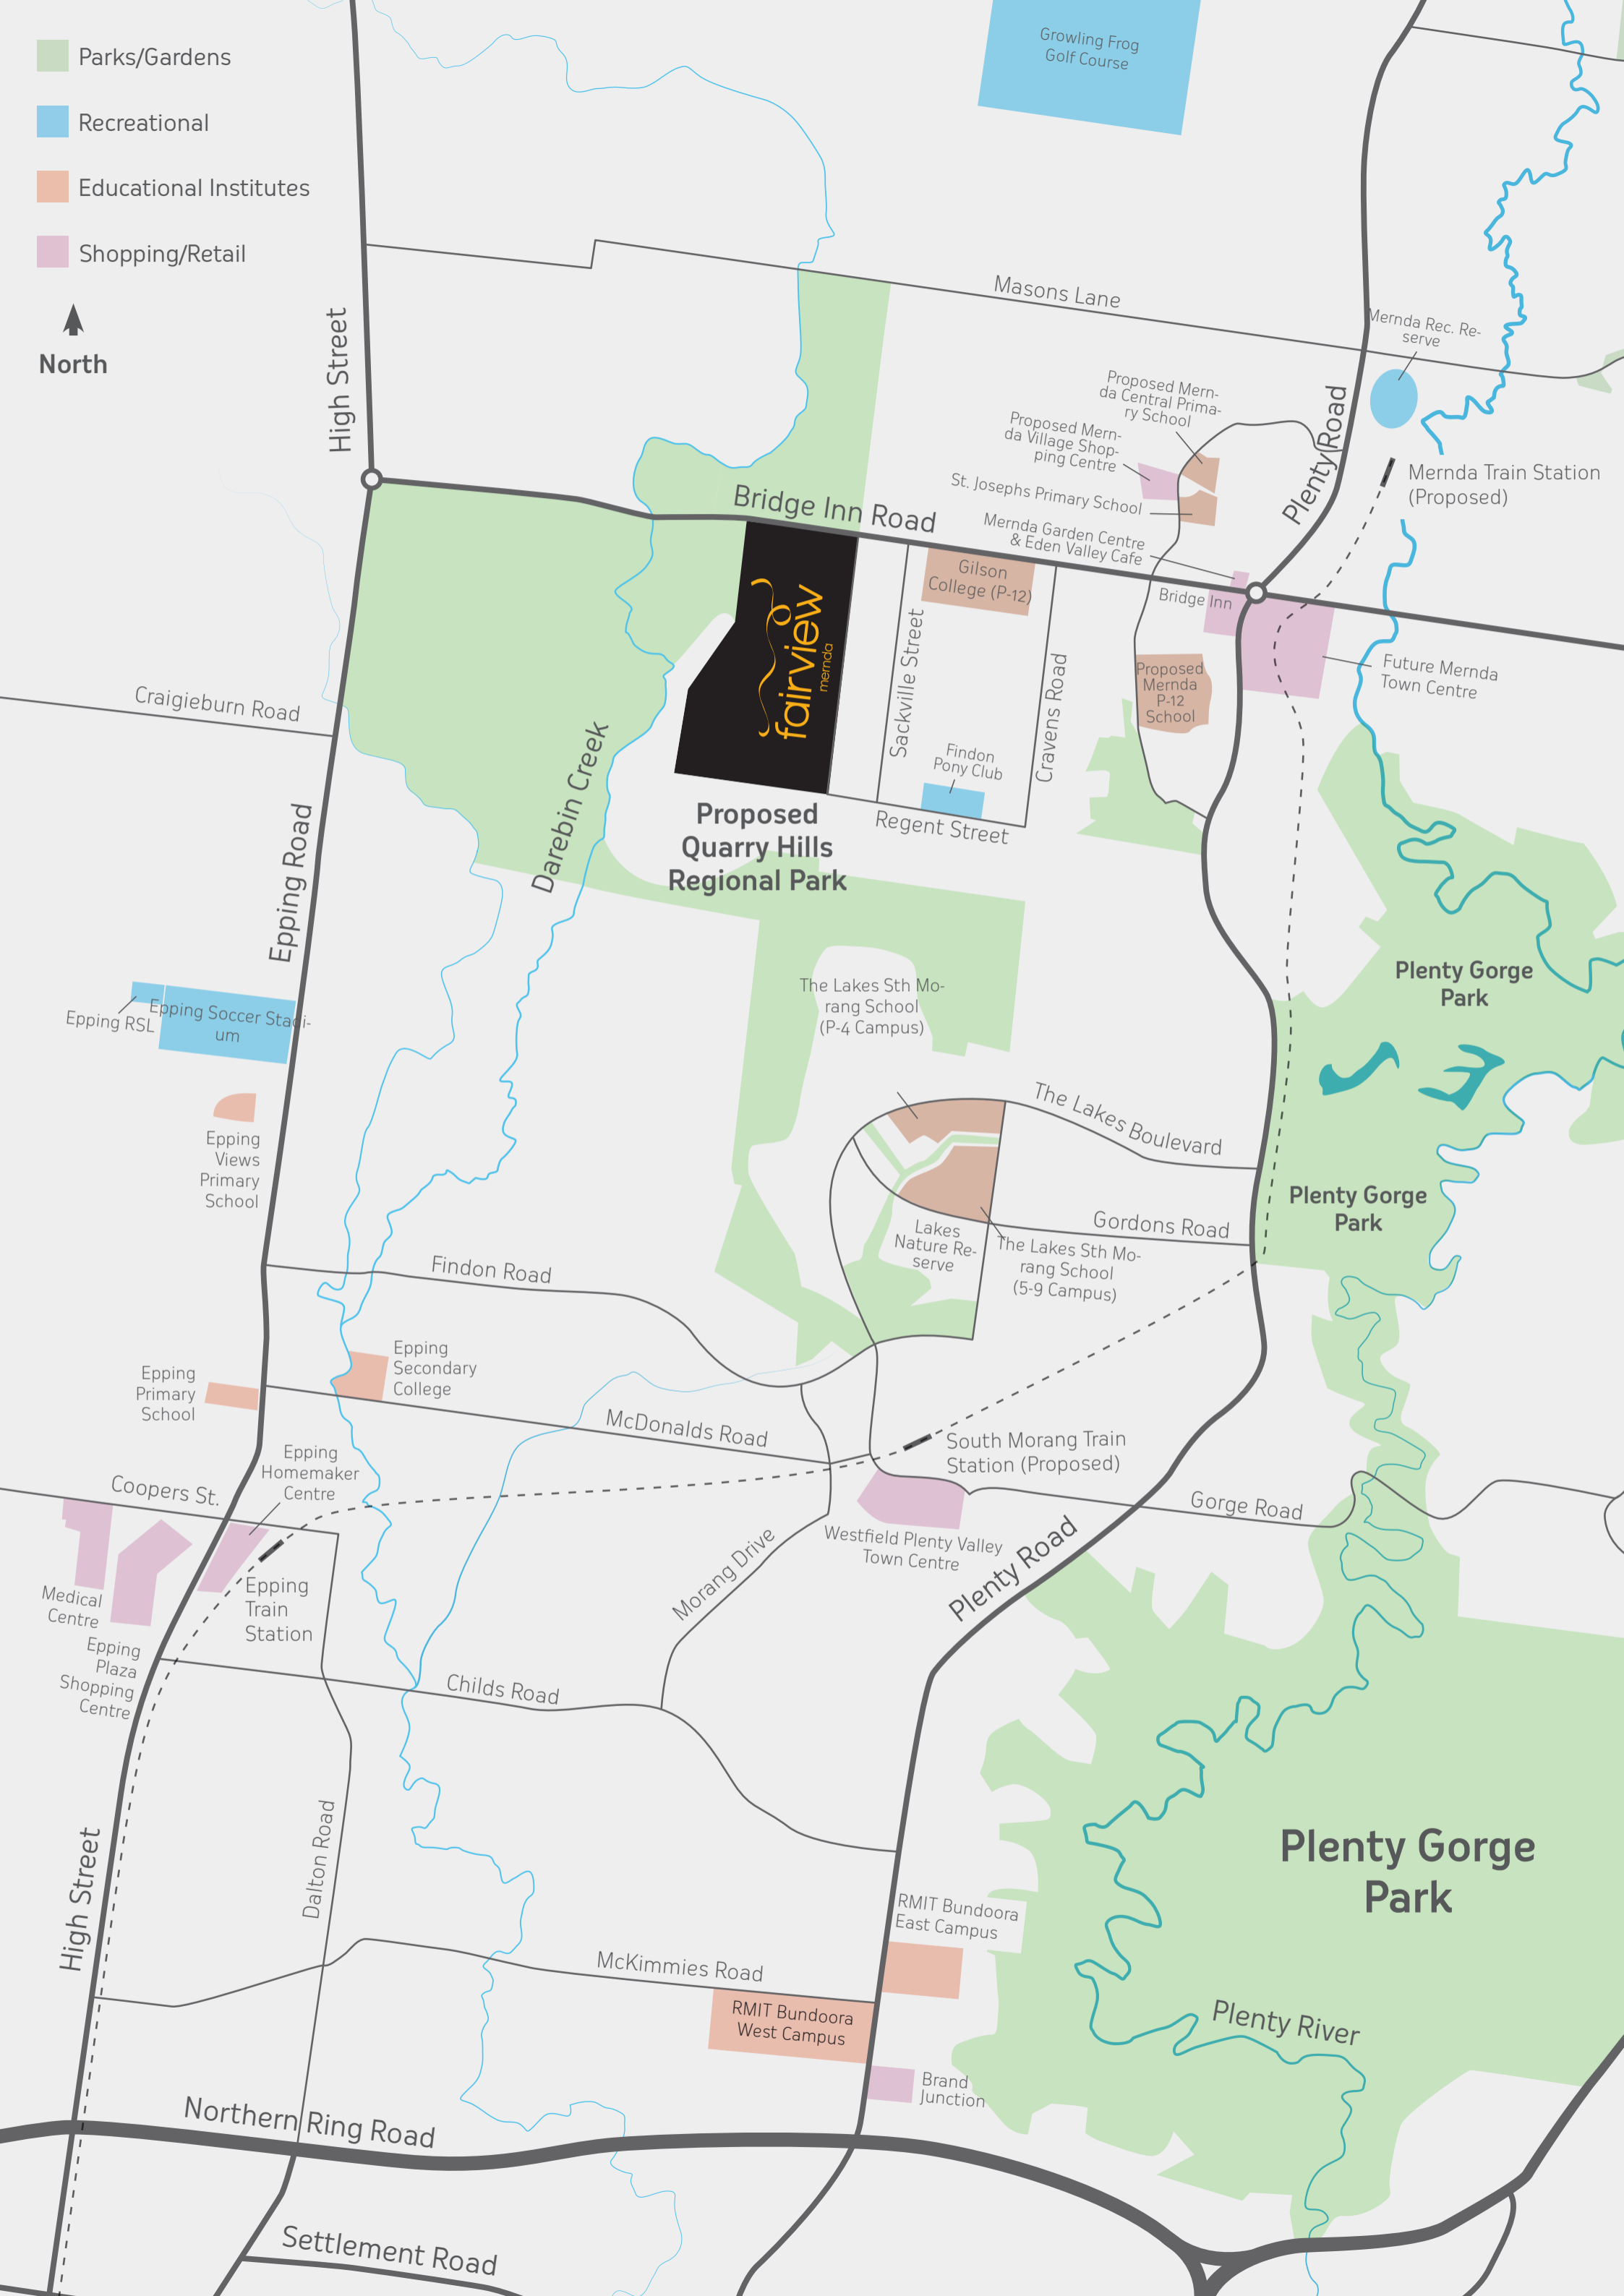 Growling Frog
Golf Course
Parks/Gardens
Recreational
Educational Institutes
Shopping/Retail
North
High Street
Masons Lane
Mernda Rec. Re-
serve
Proposed Mern-
da Central Prima-
ry School
Proposed Mern-
da Village Shop-
ping Centre
St. Josephs Primary School
Mernda Garden Centre
& Eden Valley Cafe
Plenty Road
Mernda Train Station
(Proposed)
Bridge Inn Road
Gilson
College (P-12)
Bridge Inn
fairview
mernda
Sackville Street
Cravens Road
Proposed
Mernda
P-12
School
Future Mernda
Town Centre
Craigieburn Road
Findon
Pony Club
Regent Street
Darebin Creek
Proposed
Quarry Hills
Regional Park
Epping Road
Plenty Gorge
Park
The Lakes Sth Mo-
rang School
(P-4 Campus)
Epping RSL
Epping Soccer Stadi-
um
Epping
Views
Primary
School
The Lakes Boulevard
Plenty Gorge
Park
Gordons Road
Lakes
Nature Re-
serve
The Lakes Sth Mo-
rang School
(5-9 Campus)
Findon Road
Epping
Secondary
College
Epping
Primary
School
McDonalds Road
South Morang Train
Station (Proposed)
Epping
Homemaker
Centre
Coopers St.
Gorge Road
Westfield Plenty Valley
Town Centre
Morang Drive
Plenty Road
Medical
Centre
Epping
Train
Station
Epping
Plaza
Shopping
Centre
Childs Road
Dalton Road
High Street
Plenty Gorge
Park
RMIT Bundoora
East Campus
McKimmies Road
RMIT Bundoora
West Campus
Plenty River
Brand
Junction
Northern Ring Road
Settlement Road